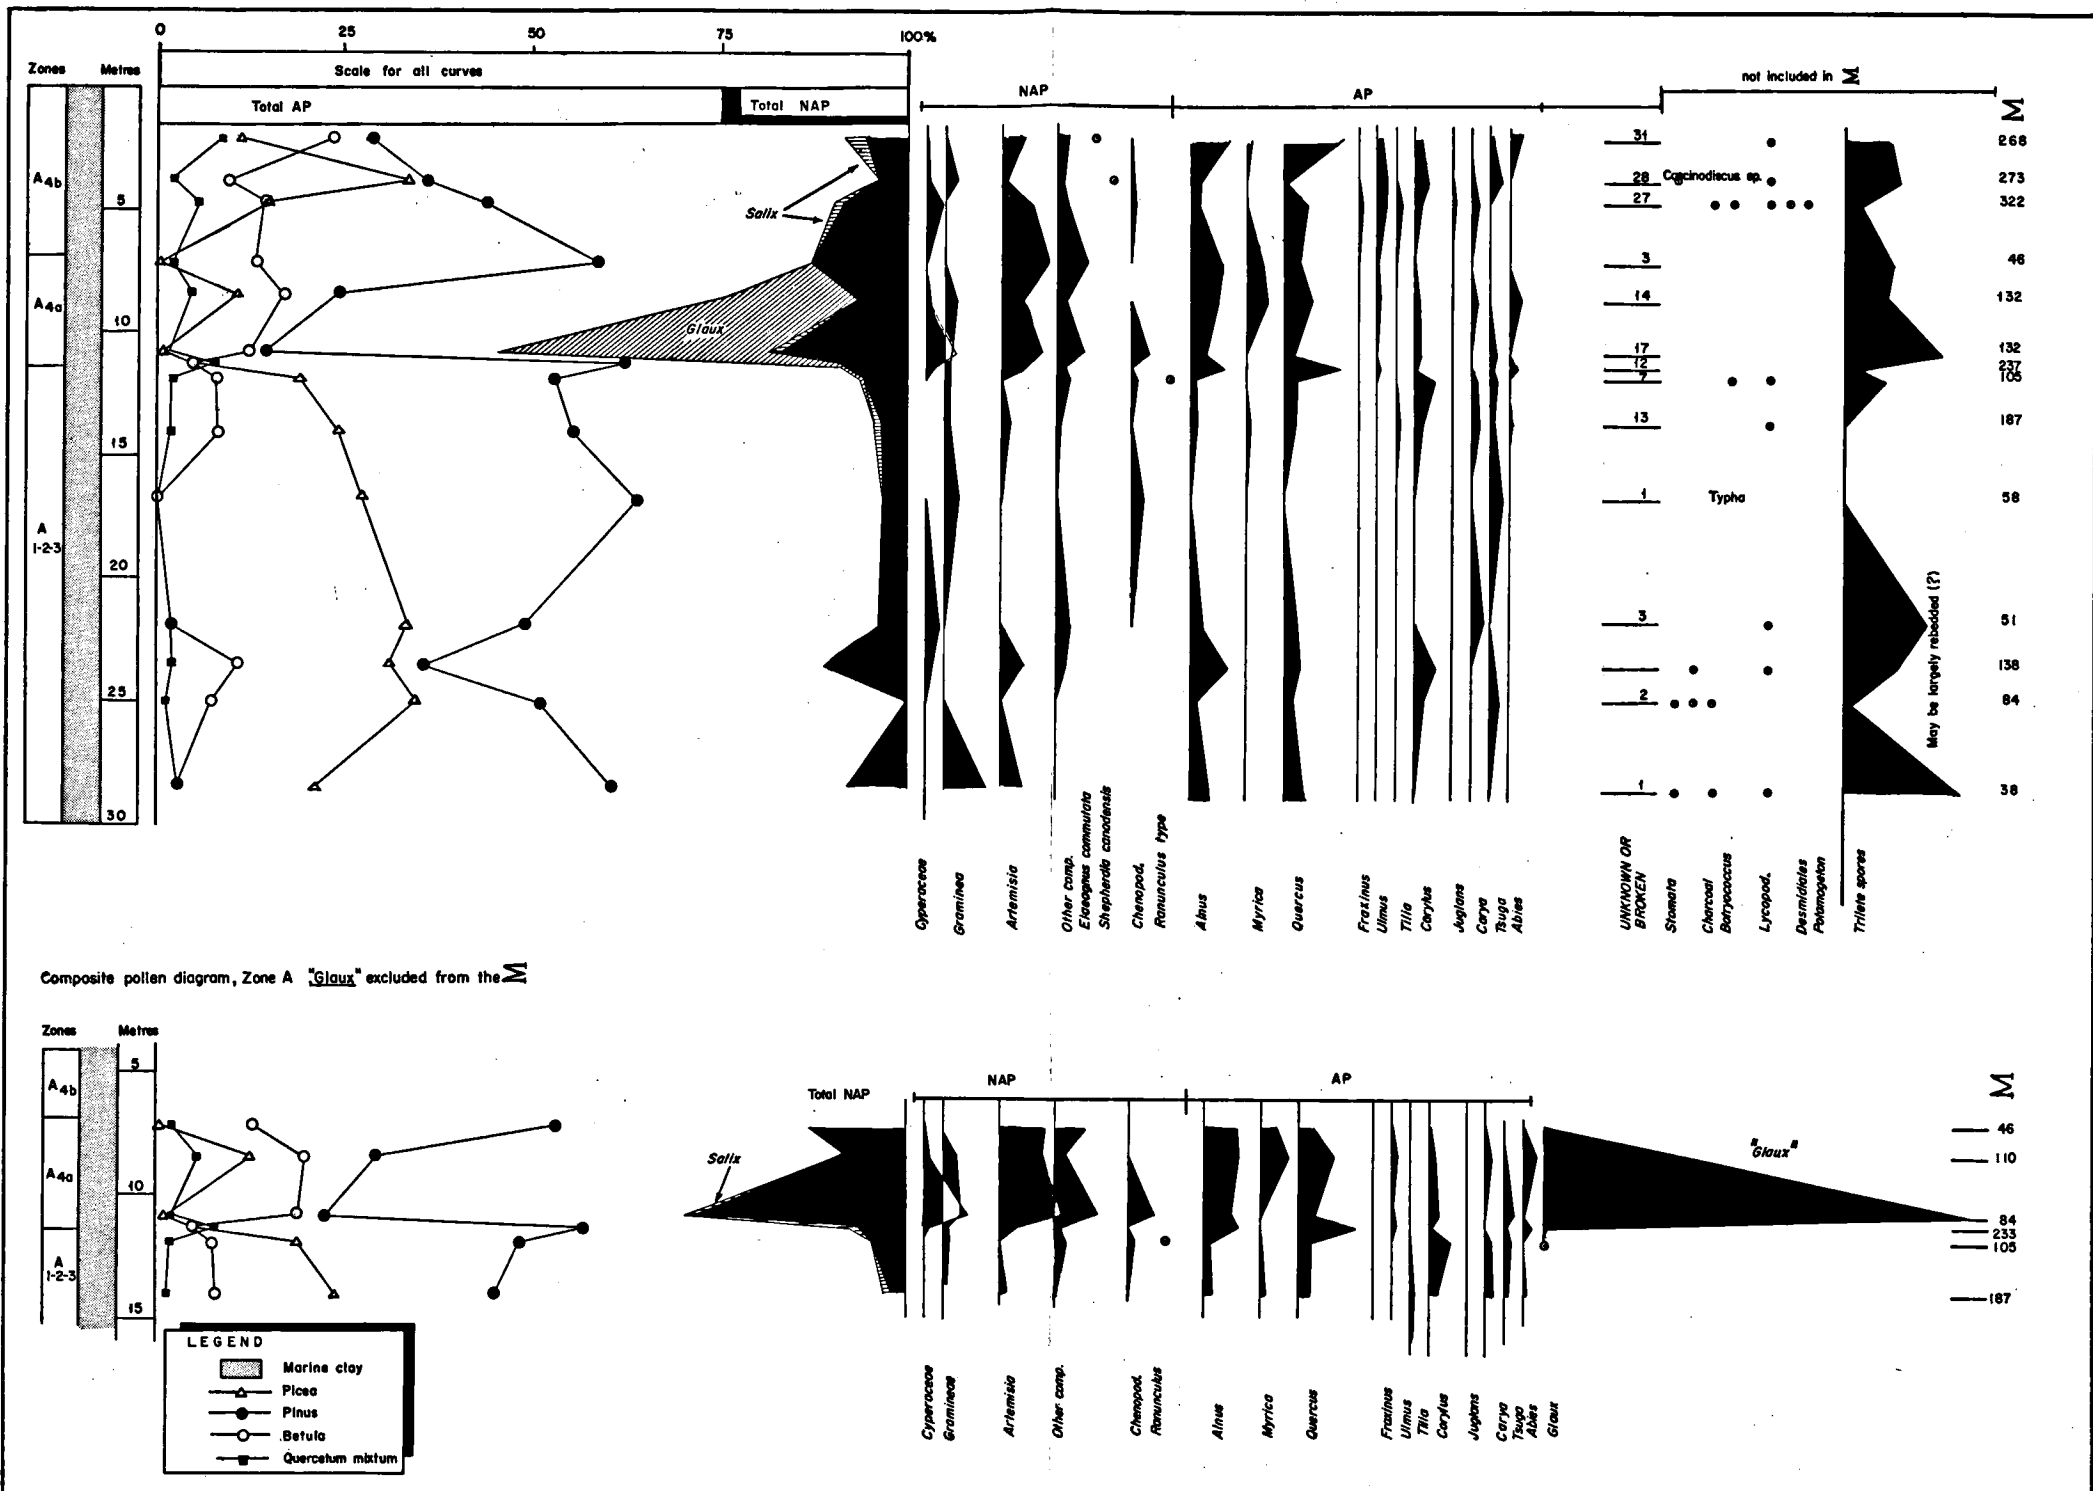 0 25 50 75 100%
Zones Metres Scale for all curves not included in M
Total AP Total NAP NAP AP M
31 268
A4b 28 Coscinodiscus sp. 273
5 27 322
Salix
3 46
A4a 14 132
10 Glaux 17 132
12 237
7 105
15 13 187
1 Typha 58
A
1-2-3
20
3 51
138
25 2 84
May be largely rebedded (?)
1 38
30
Cyperaceae
Graminea
Artemisia
Other comp.
Elaeagnus commutata
Shepherdia canadensis
Chenopod.
Ranunculus type
Alnus
Myrica
Quercus
Fraxinus
Ulmus
Tilia
Corylus
Juglans
Carya
Tsuga
Abies
UNKNOWN OR
BROKEN
Stomata
Charcoal
Botryococcus
Lycopod.
Desmidiales
Potamogeton
Trilete spores
Composite pollen diagram, Zone A "Glaux" excluded from the M
Zones Metres
5
A4b Total NAP NAP AP M
46
Salix "Glaux"
A4a 110
10
84
233
A 105
1-2-3
15 187
LEGEND
Marine clay
Picea
Pinus
Betula
Quercetum mixtum
Cyperaceae
Gramineae
Artemisia
Other comp.
Chenopod.
Ranunculus
Alnus
Myrica
Quercus
Fraxinus
Ulmus
Tilia
Corylus
Juglans
Carya
Tsuga
Abies
Glaux